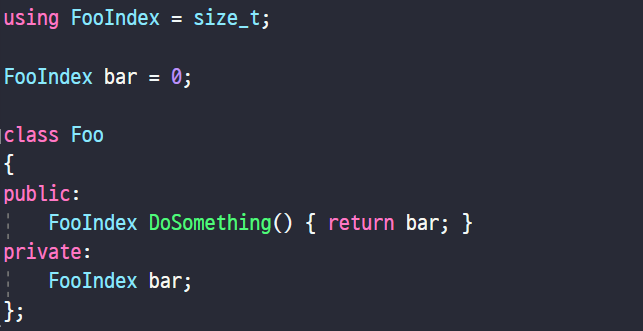 using FooIndex = size_t;
FooIndex bar = 0;
class Foo
{
public:
FooIndex DoSomething() { return bar; }
private:
FooIndex bar;
};